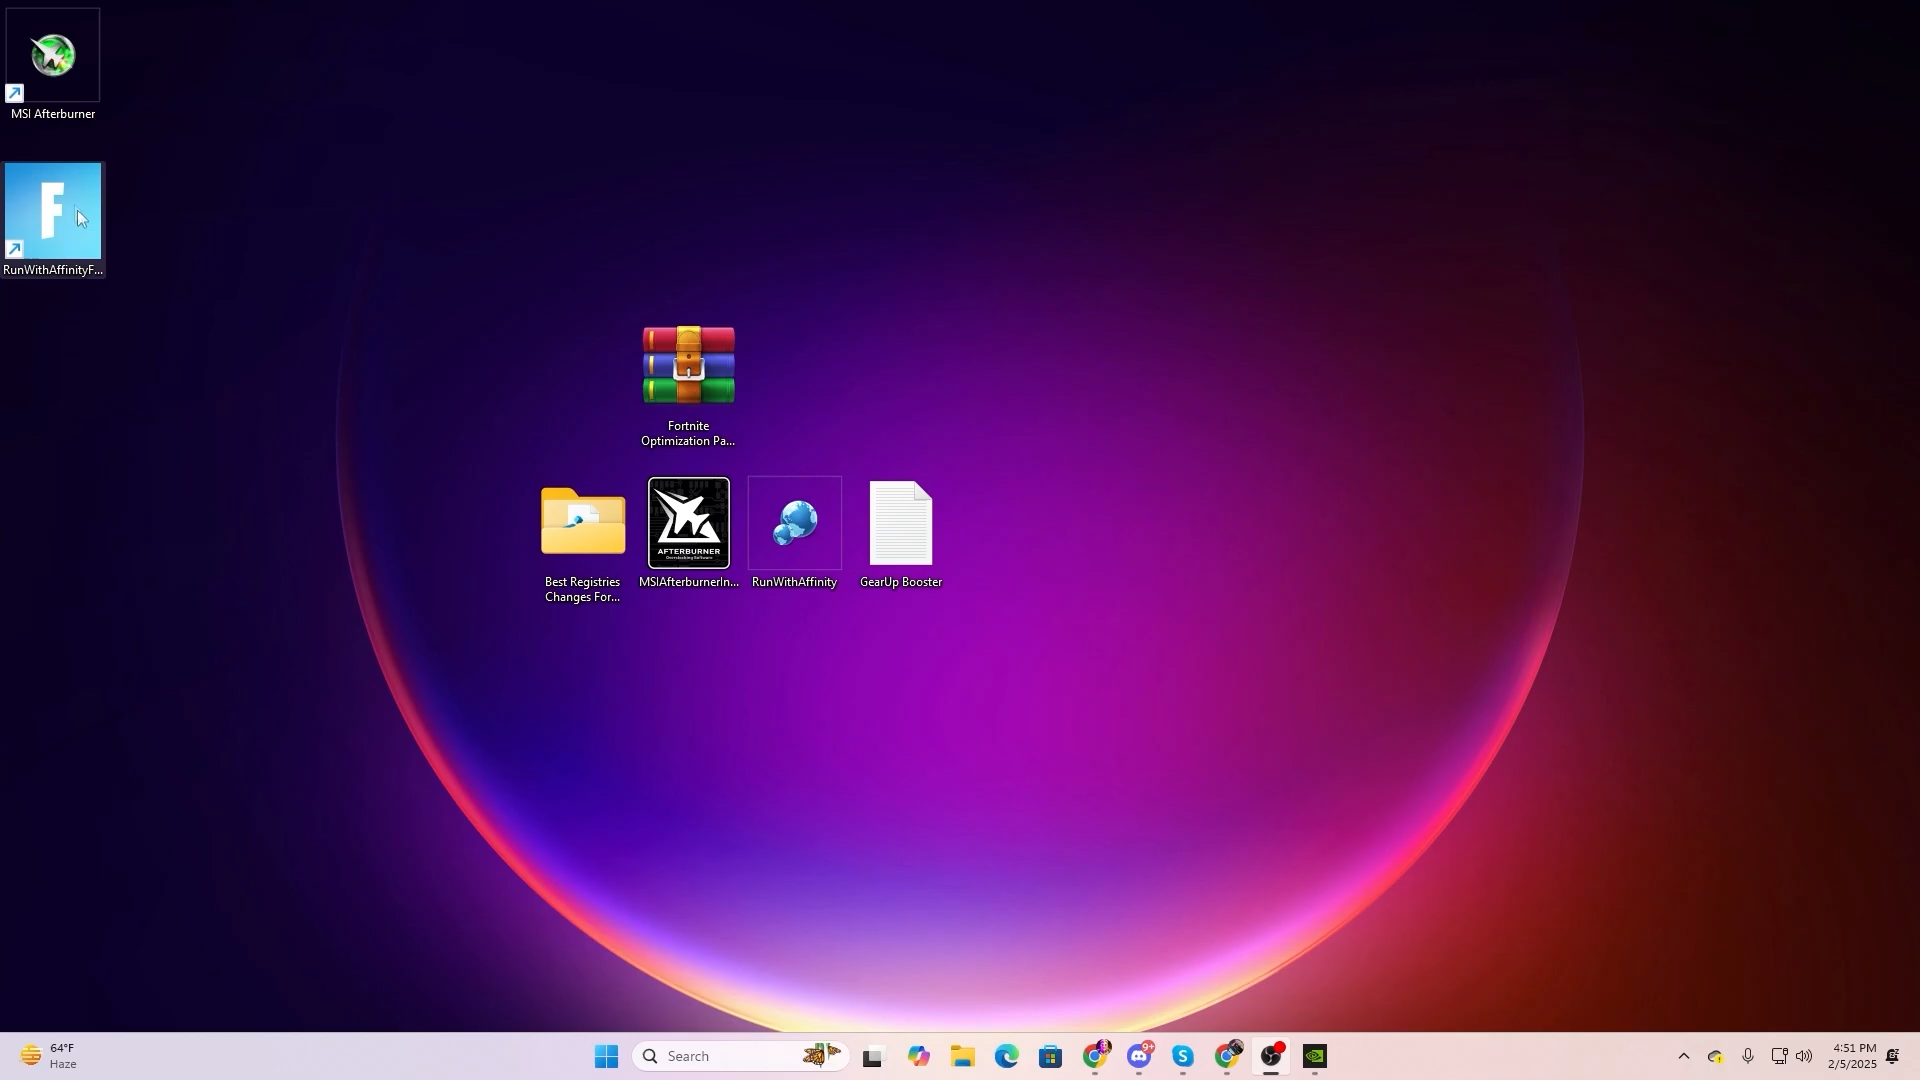 MSI Afterburner
F
RunWithAffinityF...
Fortnite
Optimization Pa...
Best Registries
Changes For...
AFTERBURNER
MSIAfterburnerIn...
RunWithAffinity
GearUp Booster
64°F
Haze
Search
9+
S
4:51 PM
2/5/2025